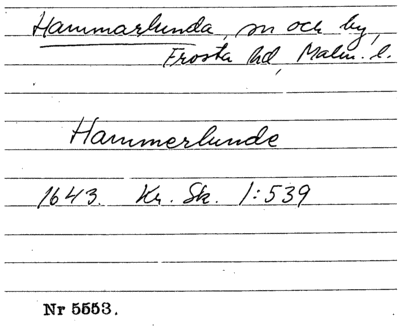 Hammarlunda, sn och by,
Frosta hd, Malm. l.
Hammerlunde
1643. Kr. Sk. 1:539
Nr 5553.